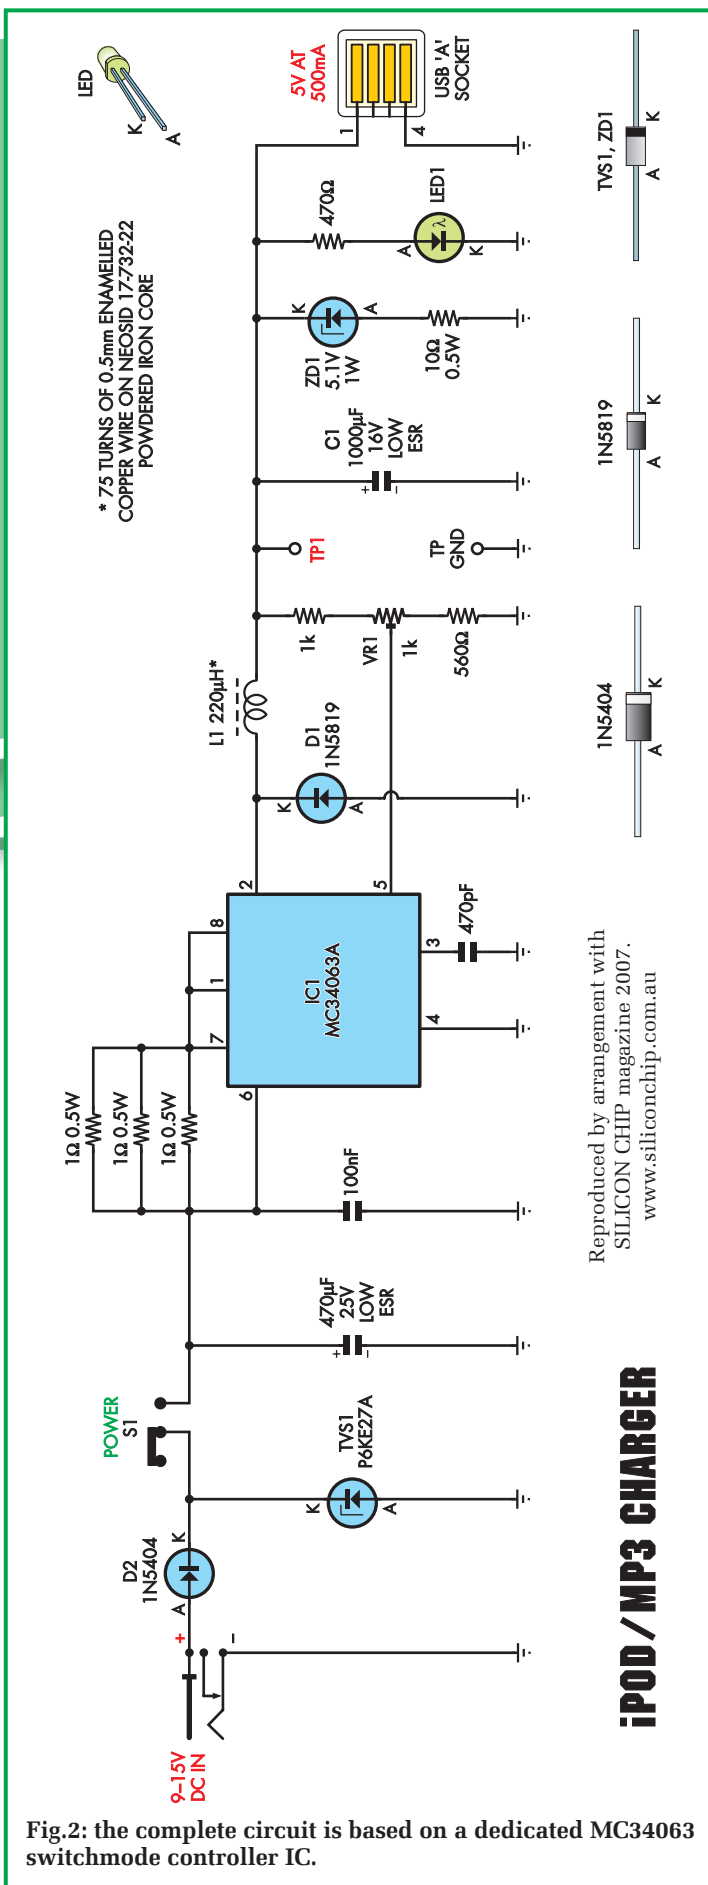 iPOD/MP3 CHARGER
9–15V
DC IN
+
–
D2
1N5404
A
K
POWER
S1
TVS1
P6KE27A
K
A
470µF
25V
LOW
ESR
+
–
100nF
1Ω 0.5W
1Ω 0.5W
1Ω 0.5W
6
7
1
8
IC1
MC34063A
2
5
4
3
470pF
D1
1N5819
K
A
L1 220µH*
1k
VR1
1k
560Ω
TP1
TP
GND
C1
1000µF
16V
LOW
ESR
+
–
ZD1
5.1V
1W
K
A
10Ω
0.5W
470Ω
A
λ
K
LED1
5V AT
500mA
1
4
USB 'A'
SOCKET
* 75 TURNS OF 0.5mm ENAMELLED
COPPER WIRE ON NEOSID 17-732-22
POWDERED IRON CORE
LED
K
A
1N5404
A
K
1N5819
A
K
TVS1, ZD1
A
K
Reproduced by arrangement with
SILICON CHIP magazine 2007.
www.siliconchip.com.au
Fig.2: the complete circuit is based on a dedicated MC34063
switchmode controller IC.